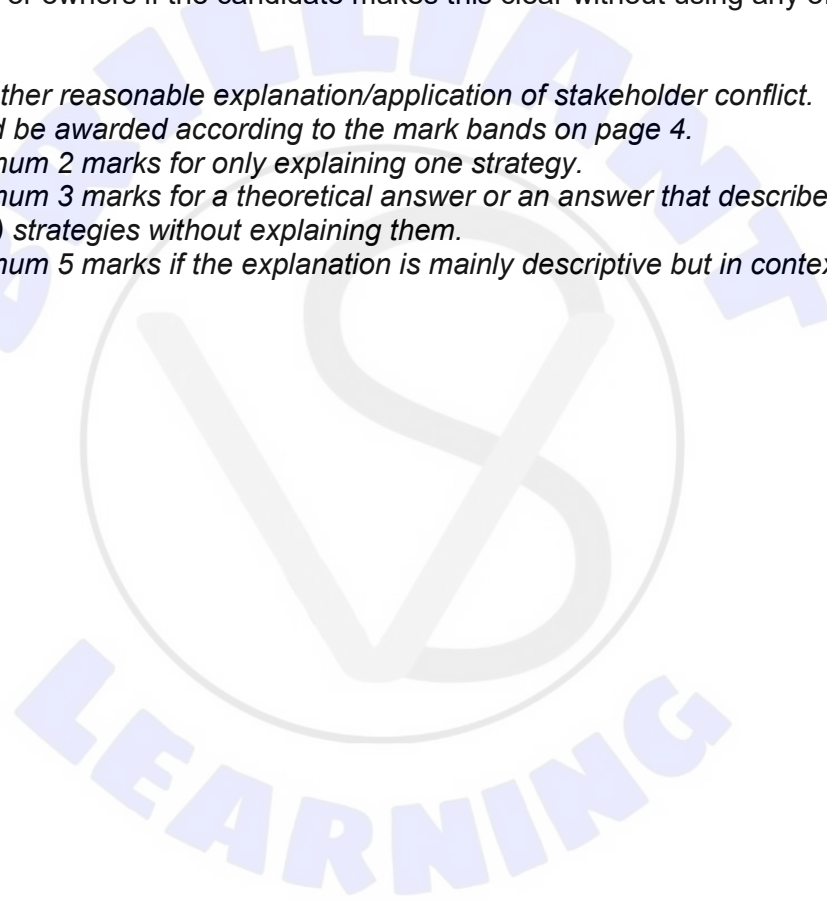 or owners if the candidate makes this clear without using any
ther reasonable explanation/application of stakeholder conflict.
d be awarded according to the mark bands on page 4.
num 2 marks for only explaining one strategy.
num 3 marks for a theoretical answer or an answer that describe
) strategies without explaining them.
num 5 marks if the explanation is mainly descriptive but in contex
BRILLIANT
VS
LEARNING